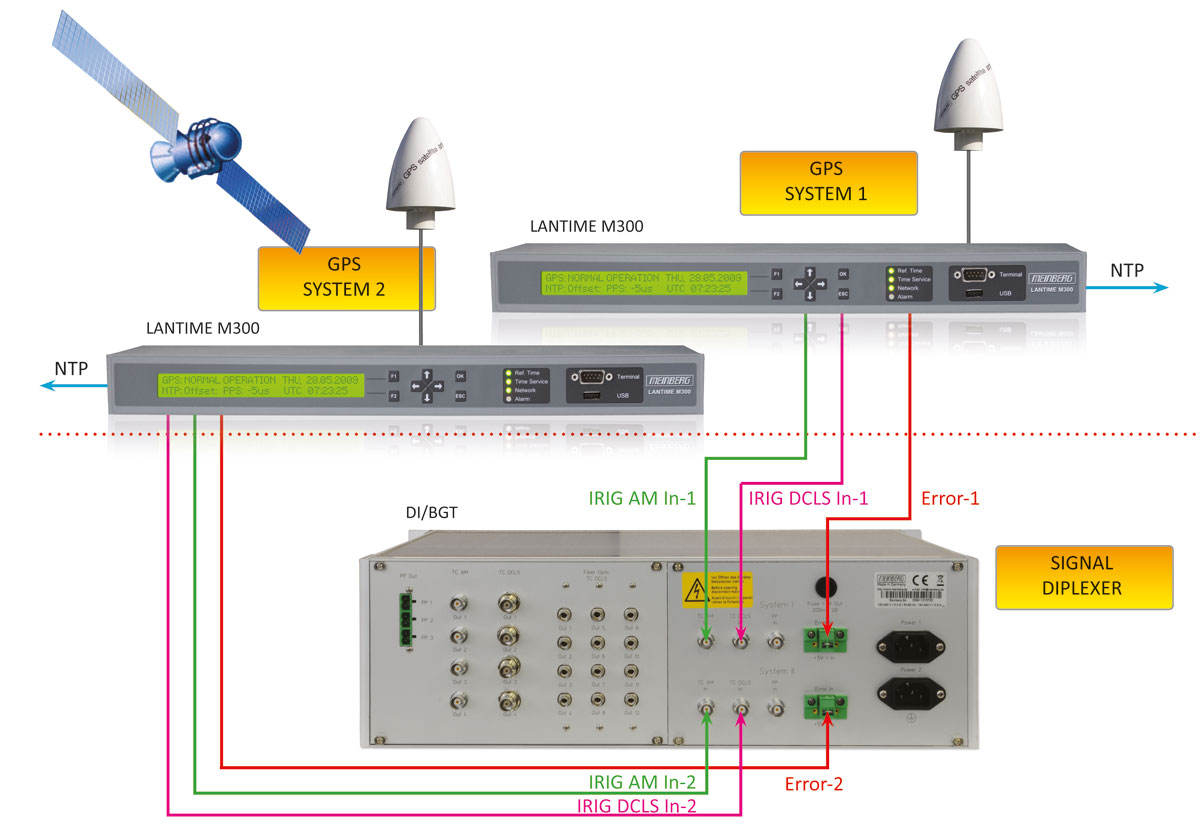 GPS satellite
GPS
SYSTEM 1
GPS satellite
LANTIME M300
GPS
SYSTEM 2
GPS:NORMAL OPERATION THU, 28.05.2009
NTP:Offset PPS: -5us UTC 07:23:25
F1
F2
OK
ESC
Ref. Time
Time Service
Network
Alarm
Terminal
USB
MEINBERG
LANTIME M300
NTP
LANTIME M300
NTP
GPS:NORMAL OPERATION THU, 28.05.2009
NTP:Offset PPS: -5us UTC 07:23:25
F1
F2
OK
ESC
Ref. Time
Time Service
Network
Alarm
Terminal
USB
MEINBERG
LANTIME M300
IRIG AM In-1
IRIG DCLS In-1
Error-1
DI/BGT
SIGNAL
DIPLEXER
PP Out
PP 1
PP 2
PP 3
TC AM
Out 1
Out 2
Out 3
Out 4
TC DCLS
Out 1
Out 2
Out 3
Out 4
Fiber Optic
TC DCLS
Out 1
Out 5
Out 2
Out 6
Out 10
Out 3
Out 7
Out 11
Out 4
Out 8
Out 12
System I
TC AM
In
TC DCLS
In
PP
In
MEINBERG
CE
Power 1
Power 2
System II
TC AM
In
TC DCLS
In
PP
In
Error In
IRIG AM In-2
Error-2
IRIG DCLS In-2